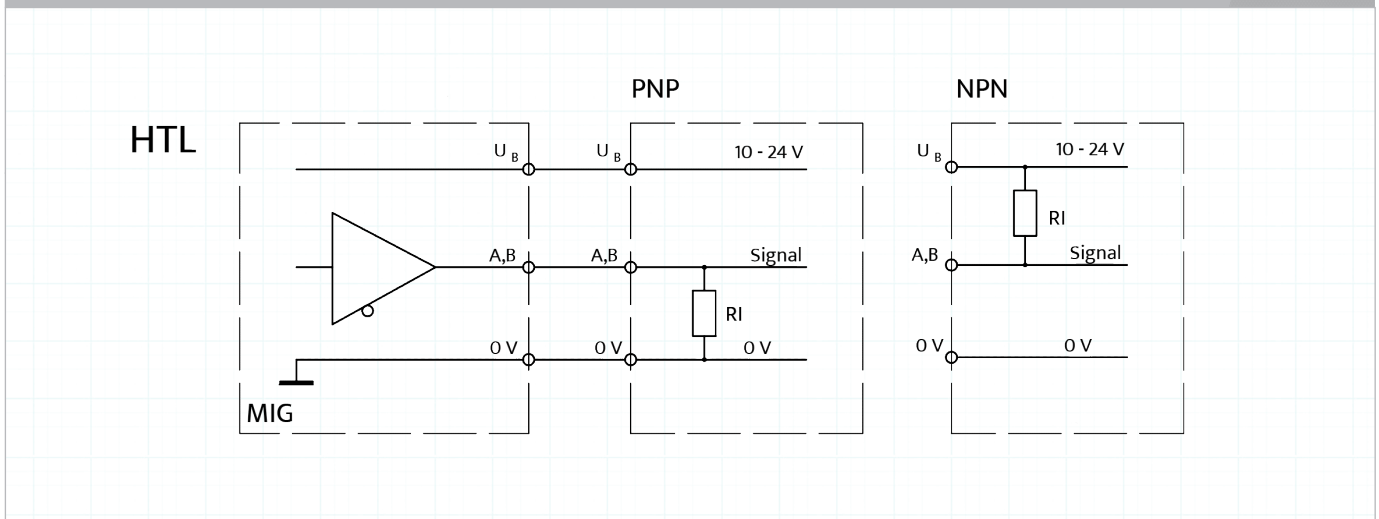 PNP
NPN
HTL
U B
U B
10 - 24 V
U B
10 - 24 V
RI
A,B
A,B
Signal
A,B
Signal
RI
0 V
0 V
0 V
0 V
0 V
MIG